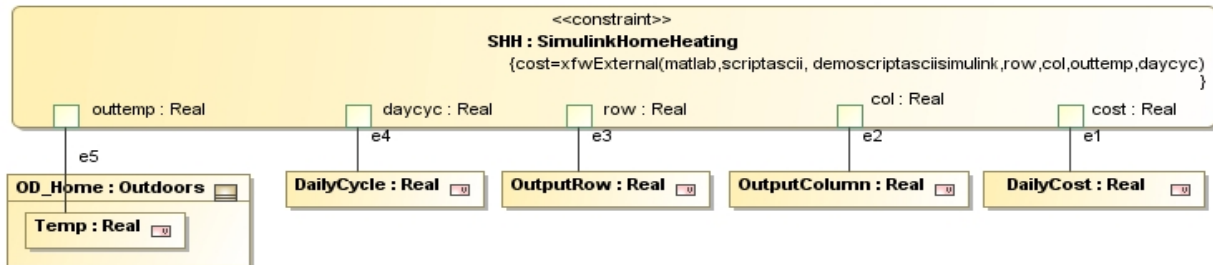 <<constraint>>
SHH : SimulinkHomeHeating
{cost=xfwExternal(matlab,scriptascii, demoscriptasciisimulink,row,col,outtemp,daycyc)
}
outtemp : Real
daycyc : Real
row : Real
col : Real
cost : Real
e5
e4
e3
e2
e1
OD_Home : Outdoors
DailyCycle : Real
OutputRow : Real
OutputColumn : Real
DailyCost : Real
Temp : Real